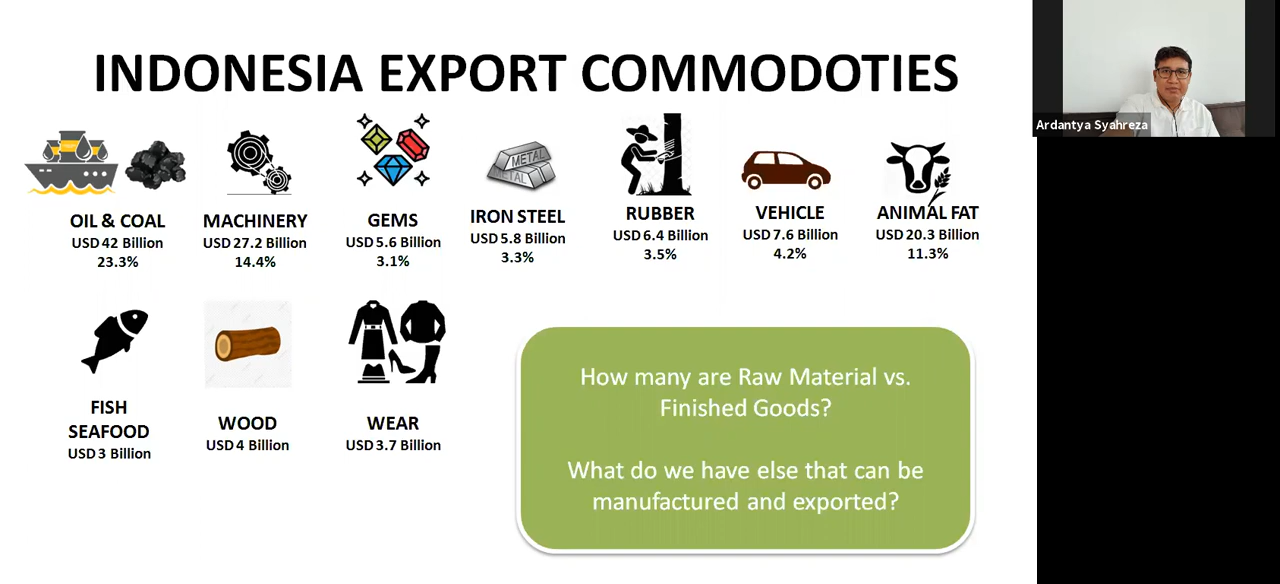 INDONESIA EXPORT COMMODOTIES
Ardantya Syahreza
METAL
METAL
OIL & COAL
USD 42 Billion
23.3%
MACHINERY
USD 27.2 Billion
14.4%
GEMS
USD 5.6 Billion
3.1%
IRON STEEL
USD 5.8 Billion
3.3%
RUBBER
USD 6.4 Billion
3.5%
VEHICLE
USD 7.6 Billion
4.2%
ANIMAL FAT
USD 20.3 Billion
11.3%
FISH
SEAFOOD
USD 3 Billion
WOOD
USD 4 Billion
WEAR
USD 3.7 Billion
How many are Raw Material vs.
Finished Goods?
What do we have else that can be
manufactured and exported?